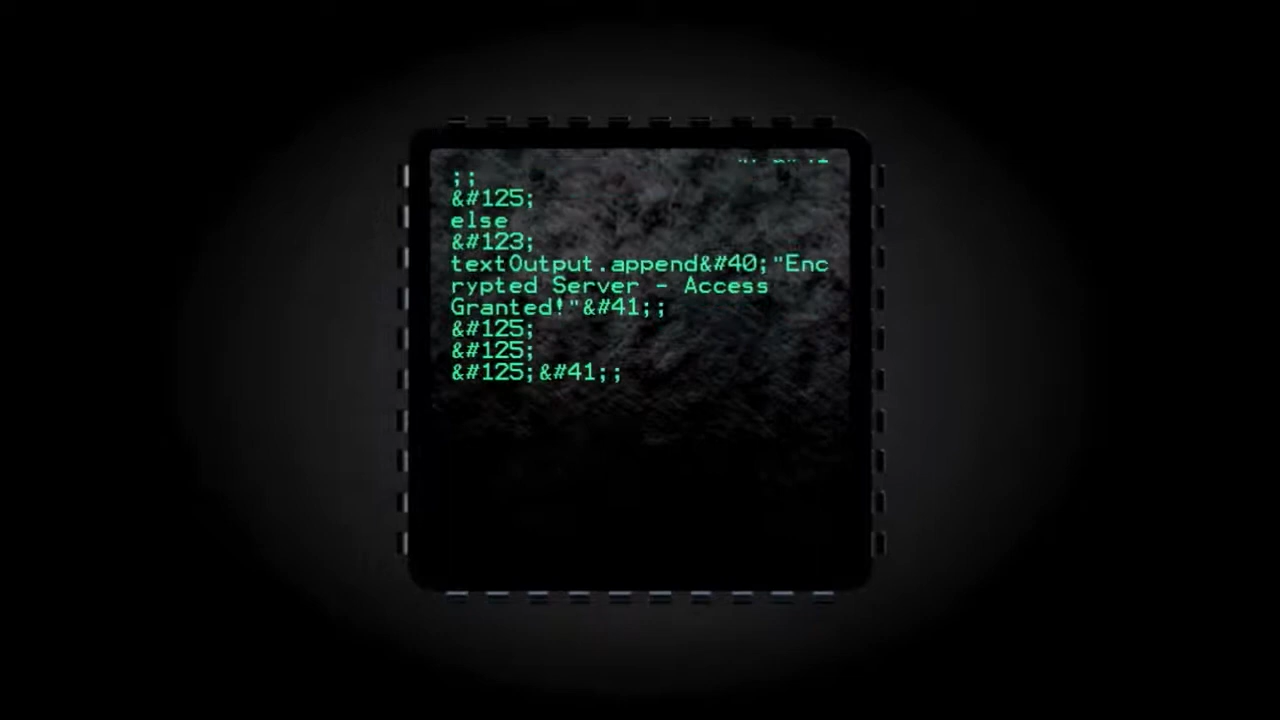 ;;
&#125;
else
&#123;
textOutput.append&#40;"Enc
rypted Server - Access
Granted!"&#41;;
&#125;
&#125;
&#125;&#41;;